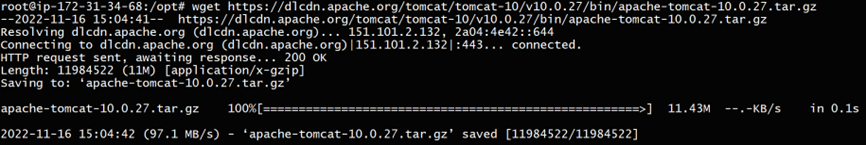 root@ip-172-31-34-68:/opt# wget https://dlcdn.apache.org/tomcat/tomcat-10/v10.0.27/bin/apache-tomcat-10.0.27.tar.gz
--2022-11-16 15:04:41--  https://dlcdn.apache.org/tomcat/tomcat-10/v10.0.27/bin/apache-tomcat-10.0.27.tar.gz
Resolving dlcdn.apache.org (dlcdn.apache.org)... 151.101.2.132, 2a04:4e42::644
Connecting to dlcdn.apache.org (dlcdn.apache.org)|151.101.2.132|:443... connected.
HTTP request sent, awaiting response... 200 OK
Length: 11984522 (11M) [application/x-gzip]
Saving to: ‘apache-tomcat-10.0.27.tar.gz’
apache-tomcat-10.0.27.tar.gz    100%[====================================================>]  11.43M  --.-KB/s    in 0.1s
2022-11-16 15:04:42 (97.1 MB/s) - ‘apache-tomcat-10.0.27.tar.gz’ saved [11984522/11984522]